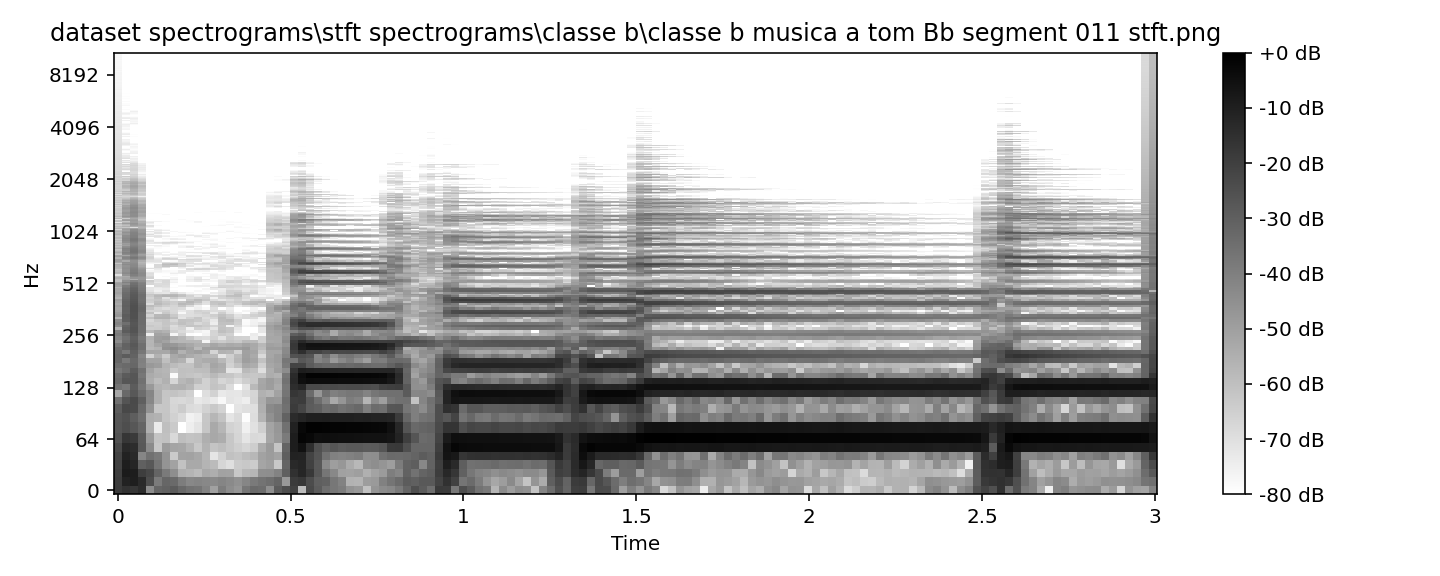 dataset spectrograms\stft spectrograms\classe b\classe b musica a tom Bb segment 011 stft.png
8192
4096
2048
1024
512
256
128
64
0
Hz
0
0.5
1
1.5
2
2.5
3
Time
+0 dB
-10 dB
-20 dB
-30 dB
-40 dB
-50 dB
-60 dB
-70 dB
-80 dB